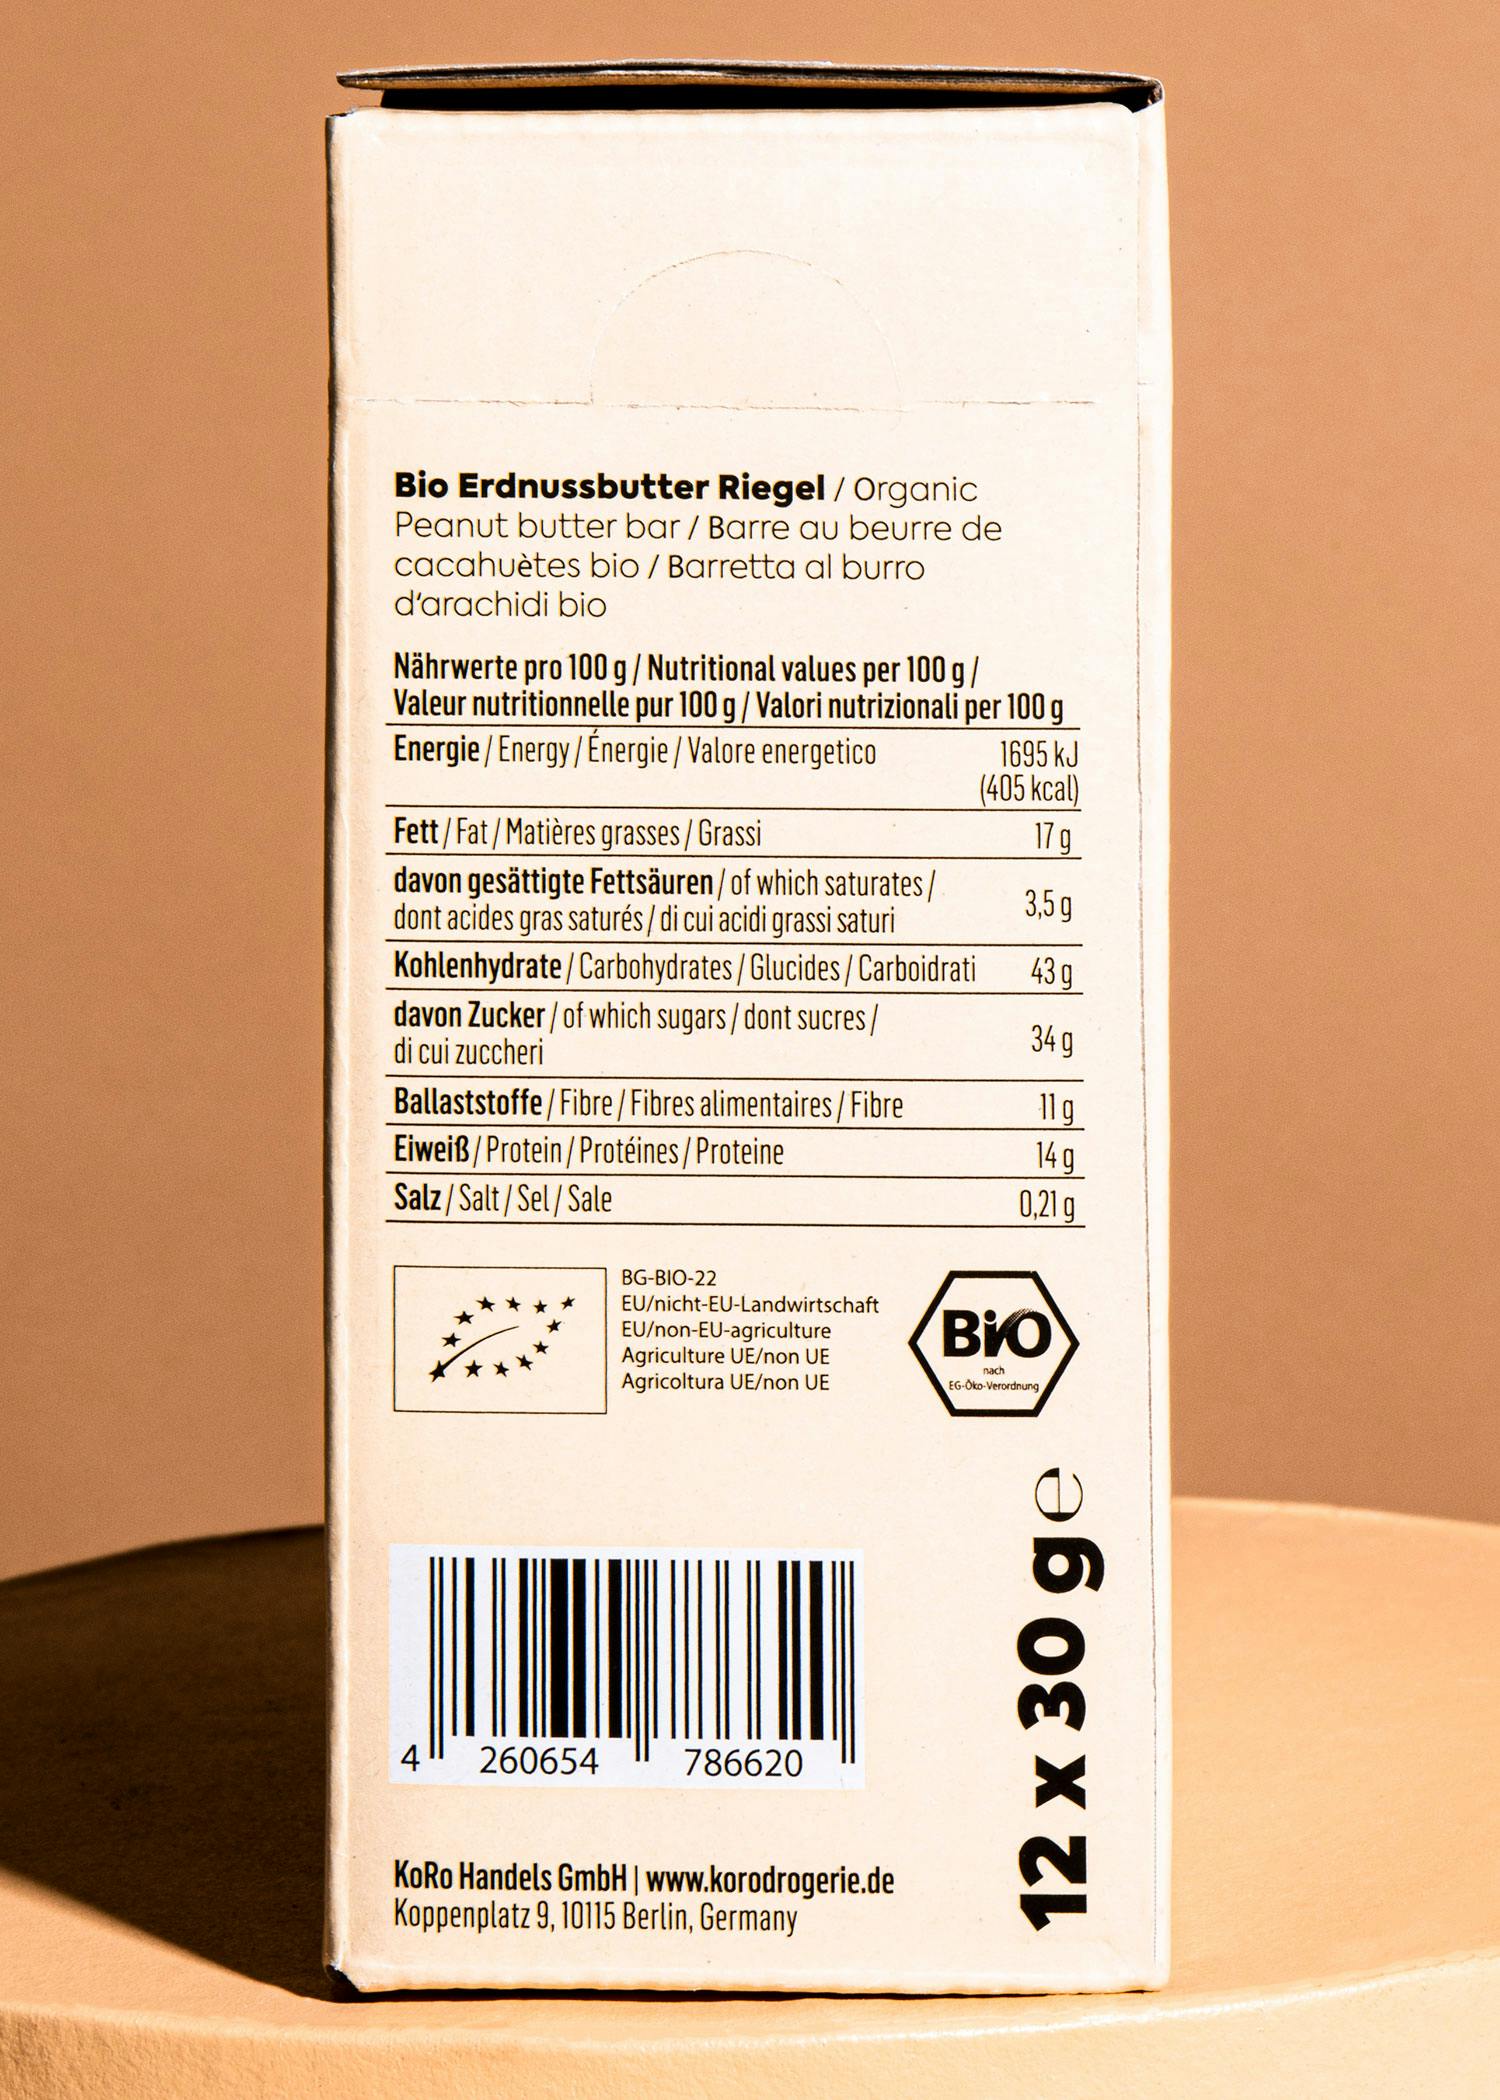 Bio Erdnussbutter Riegel / Organic
Peanut butter bar / Barre au beurre de
cacahuètes bio / Barretta al burro
d'arachidi bio
Nährwerte pro 100 g / Nutritional values per 100 g /
Valeur nutritionnelle pur 100 g / Valori nutrizionali per 100 g
Energie / Energy / Énergie / Valore energetico 1695 kJ
(405 kcal)
Fett / Fat / Matières grasses / Grassi 17 g
davon gesättigte Fettsäuren / of which saturates /
dont acides gras saturés / di cui acidi grassi saturi 3,5 g
Kohlenhydrate / Carbohydrates / Glucides / Carboidrati 43 g
davon Zucker / of which sugars / dont sucres /
di cui zuccheri 34 g
Ballaststoffe / Fibre / Fibres alimentaires / Fibre 11 g
Eiweiß / Protein / Protéines / Proteine 14 g
Salz / Salt / Sel / Sale 0,21 g
BG-BIO-22
EU/nicht-EU-Landwirtschaft
EU/non-EU-agriculture
Agriculture UE/non UE
Agricoltura UE/non UE
BiO
nach
EG-Öko-Verordnung
12 x 30 g e
4 260654 786620
KoRo Handels GmbH | www.korodrogerie.de
Koppenplatz 9, 10115 Berlin, Germany